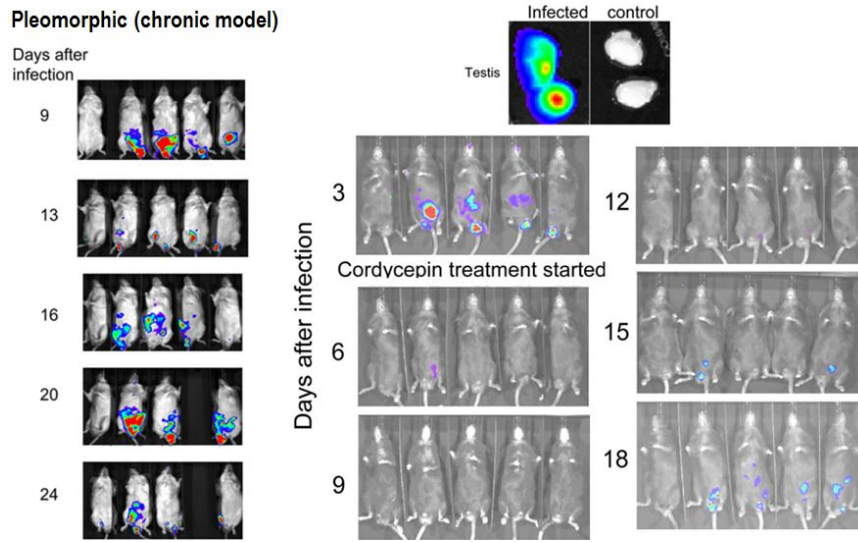 Pleomorphic (chronic model)
Days after
infection
9
13
16
20
24
Infected control
Testis
Days after infection
3
Cordycepin treatment started
6
9
12
15
18